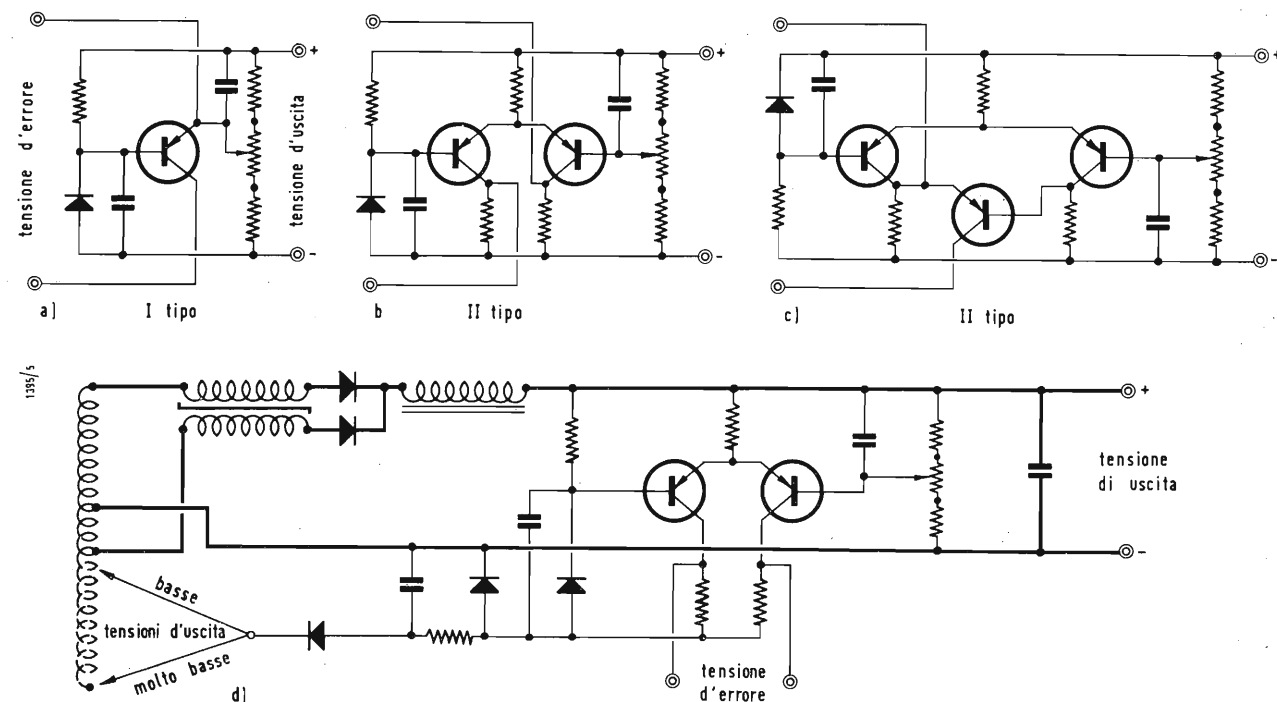 tensione d'errore
tensione d'uscita
+
-
a) I tipo
+
-
b II tipo
+
-
c) II tipo
1395/5
+
tensione
di uscita
-
basse
tensioni d'uscita
molto basse
d)
tensione
d'errore